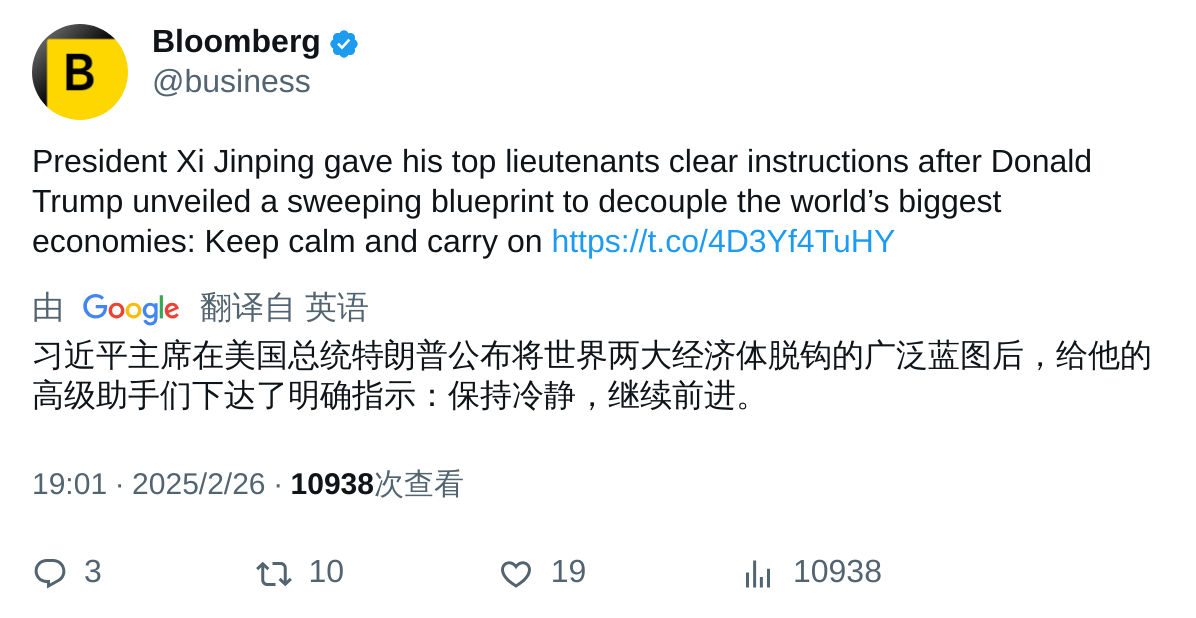 B
Bloomberg
@business
President Xi Jinping gave his top lieutenants clear instructions after Donald
Trump unveiled a sweeping blueprint to decouple the world’s biggest
economies: Keep calm and carry on https://t.co/4D3Yf4TuHY
由 Google 翻译自 英语
习近平主席在美国总统特朗普公布将世界两大经济体脱钩的广泛蓝图后，给他的
高级助手们下达了明确指示：保持冷静，继续前进。
19:01 · 2025/2/26 · 10938次查看
3 10 19 10938